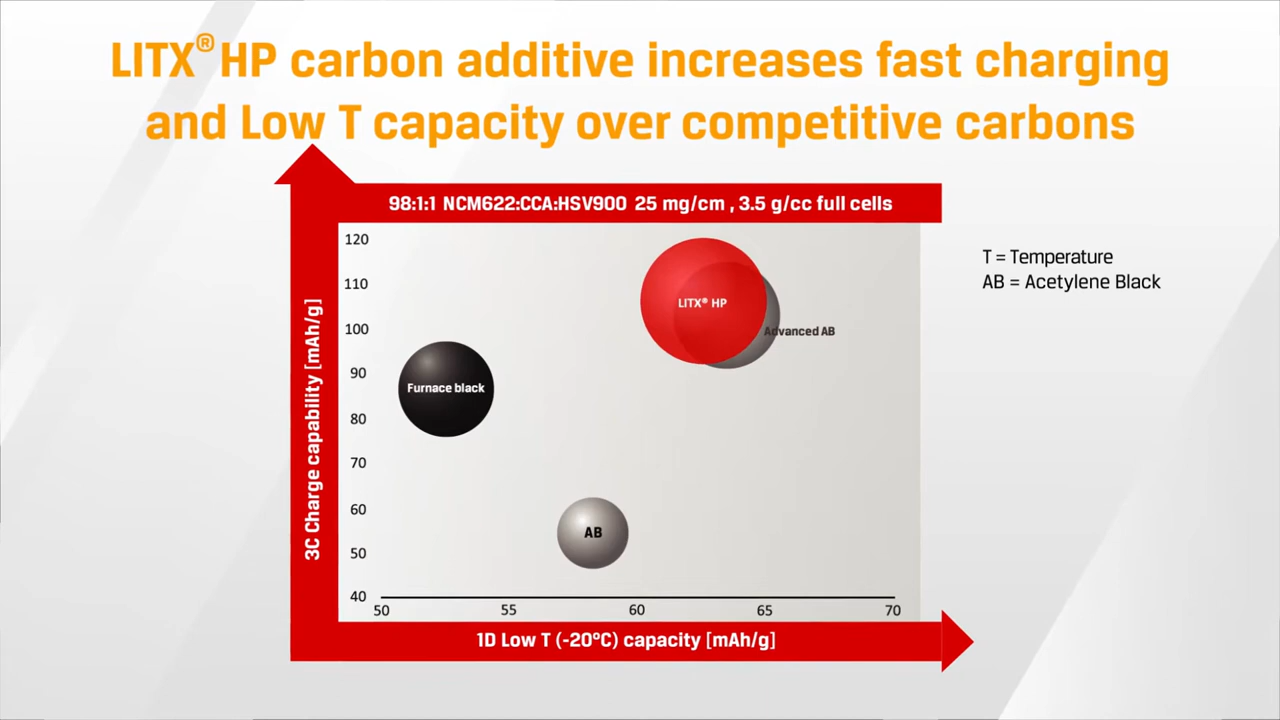 LITX® HP carbon additive increases fast charging
and Low T capacity over competitive carbons
98:1:1 NCM622:CCA:HSV900 25 mg/cm , 3.5 g/cc full cells
T = Temperature
AB = Acetylene Black
3C Charge capability [mAh/g]
120
110
100
90
80
70
60
50
40
LITX® HP
Advanced AB
Furnace black
AB
50 55 60 65 70
1D Low T (-20°C) capacity [mAh/g]